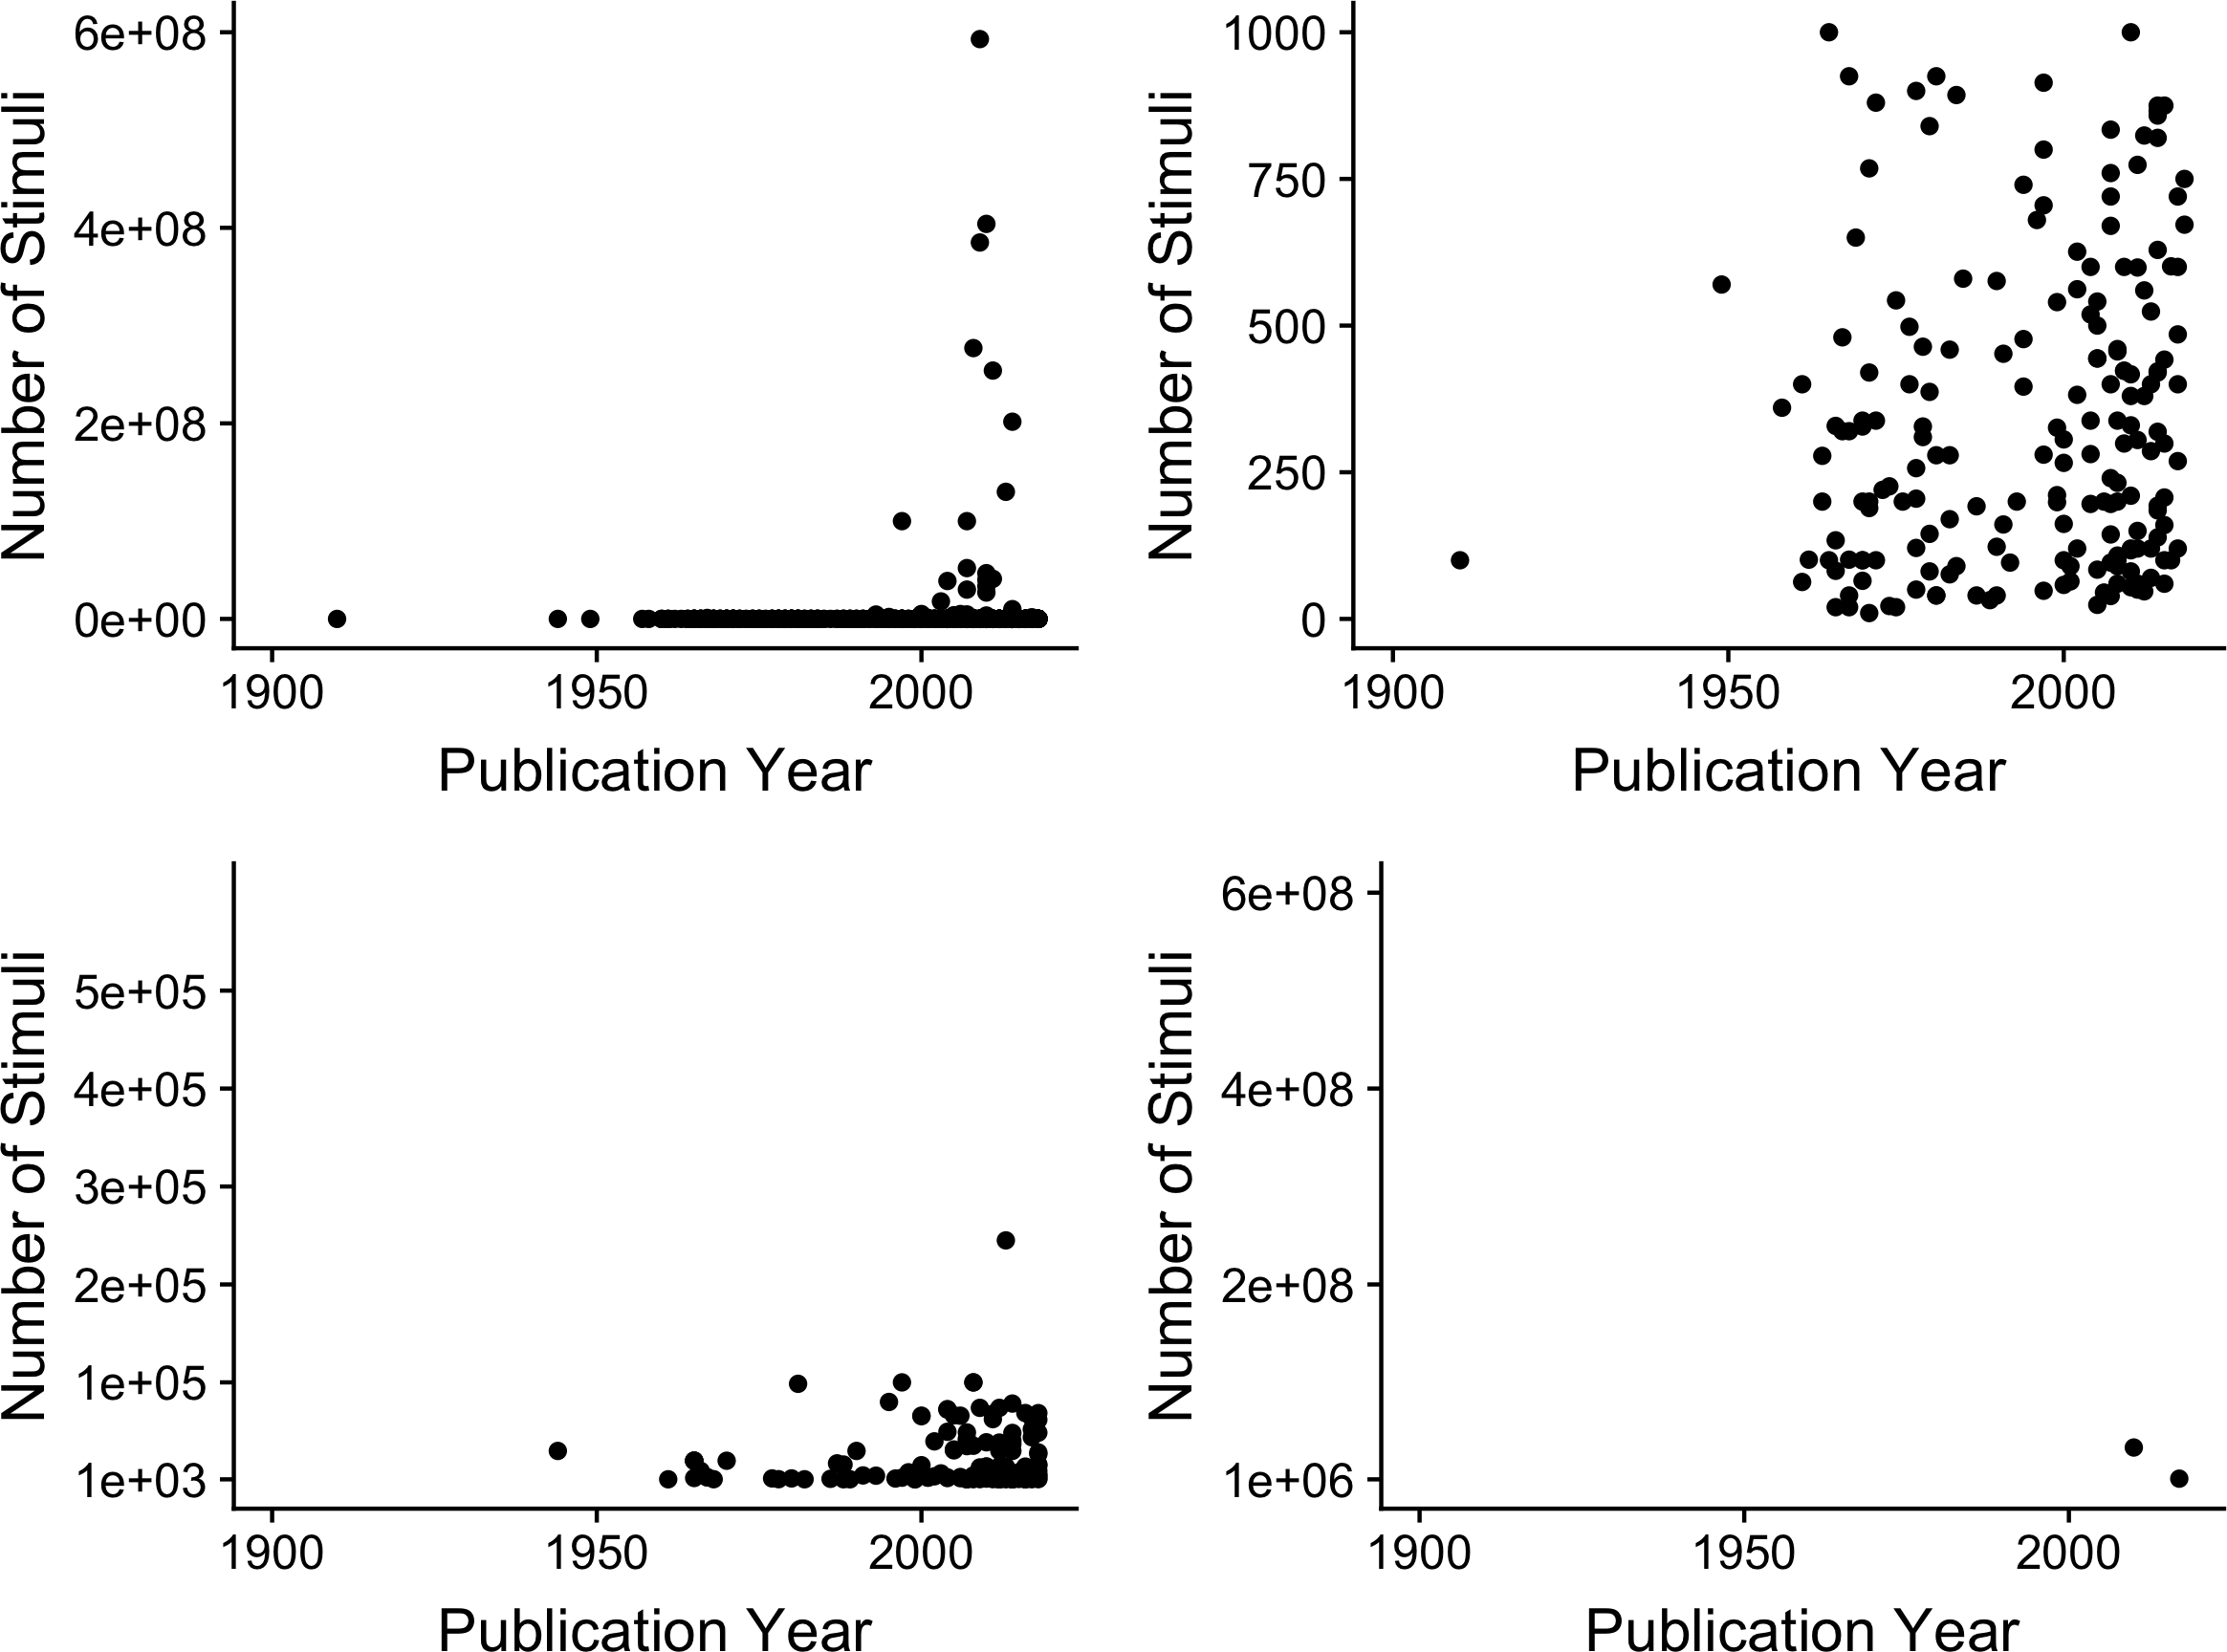 Number of Stimuli
6e+08
4e+08
2e+08
0e+00
1900 1950 2000
Publication Year
Number of Stimuli
1000
750
500
250
0
1900 1950 2000
Publication Year
Number of Stimuli
5e+05
4e+05
3e+05
2e+05
1e+05
1e+03
1900 1950 2000
Publication Year
Number of Stimuli
6e+08
4e+08
2e+08
1e+06
1900 1950 2000
Publication Year